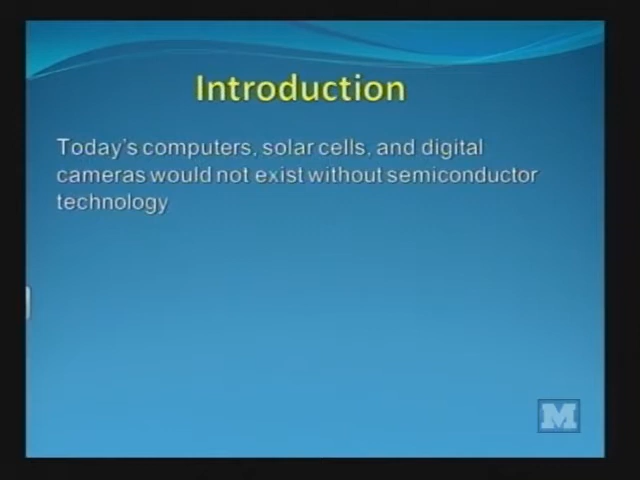 Introduction
Today's computers, solar cells, and digital
cameras would not exist without semiconductor
technology
M